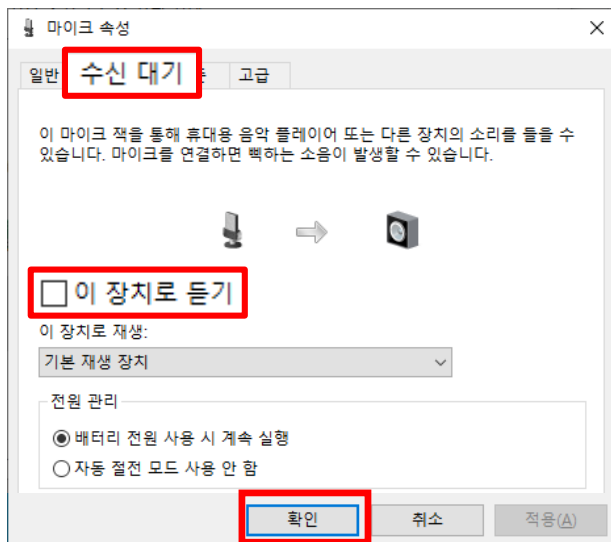 마이크 속성
일반 수신 대기 고급
이 마이크 잭을 통해 휴대용 음악 플레이어 또는 다른 장치의 소리를 들을 수
있습니다. 마이크를 연결하면 삑하는 소음이 발생할 수 있습니다.
이 장치로 듣기
이 장치로 재생:
기본 재생 장치
전원 관리
배터리 전원 사용 시 계속 실행
자동 절전 모드 사용 안 함
확인 취소 적용(A)